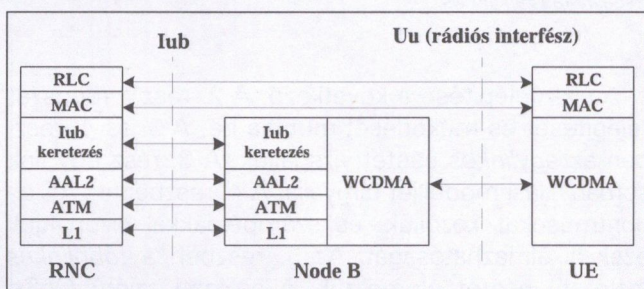 Iub Uu (rádiós interfész)
RLC RLC
MAC MAC
Iub keretezés Iub keretezés
AAL2 AAL2 WCDMA WCDMA
ATM ATM
L1 L1
RNC Node B UE